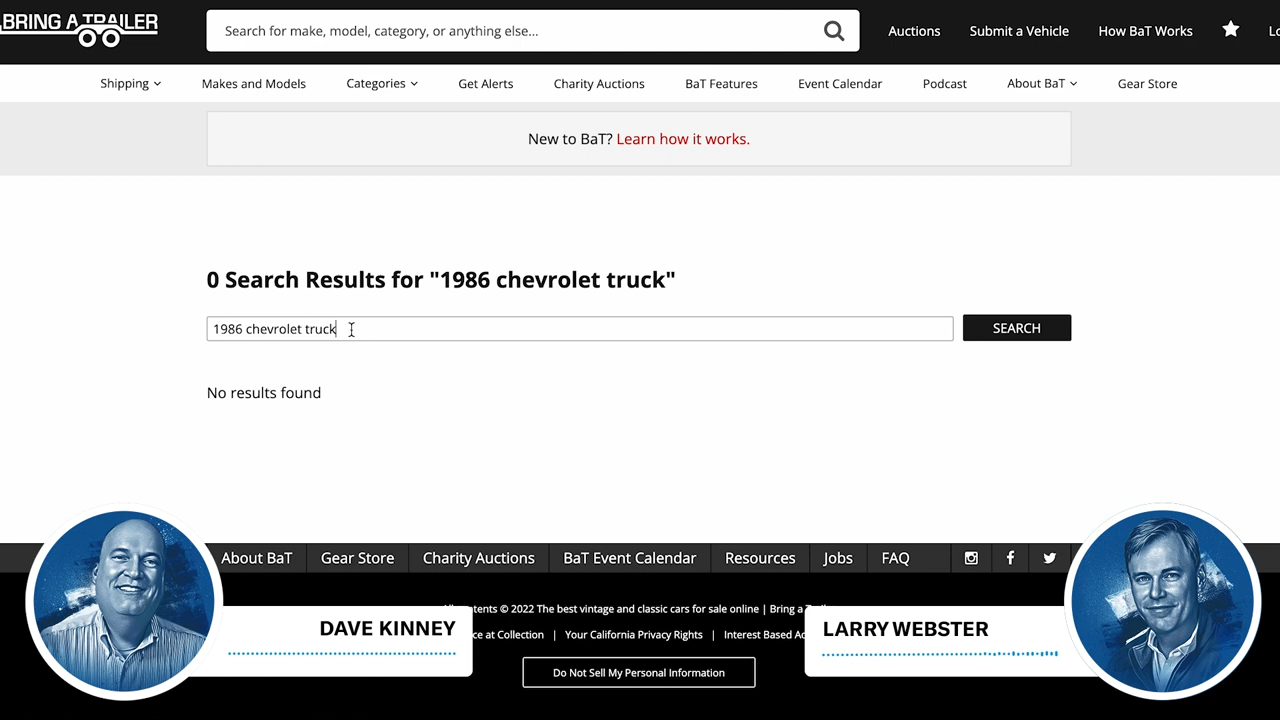 BRING A TRAILER
Search for make, model, category, or anything else...
Auctions
Submit a Vehicle
How BaT Works
Shipping
Makes and Models
Categories
Get Alerts
Charity Auctions
BaT Features
Event Calendar
Podcast
About BaT
Gear Store
New to BaT? Learn how it works.
0 Search Results for "1986 chevrolet truck"
1986 chevrolet truck
SEARCH
No results found
About BaT
Gear Store
Charity Auctions
BaT Event Calendar
Resources
Jobs
FAQ
© 2022 The best vintage and classic cars for sale online | Bring a
at Collection | Your California Privacy Rights | Interest Based
Do Not Sell My Personal Information
DAVE KINNEY
LARRY WEBSTER